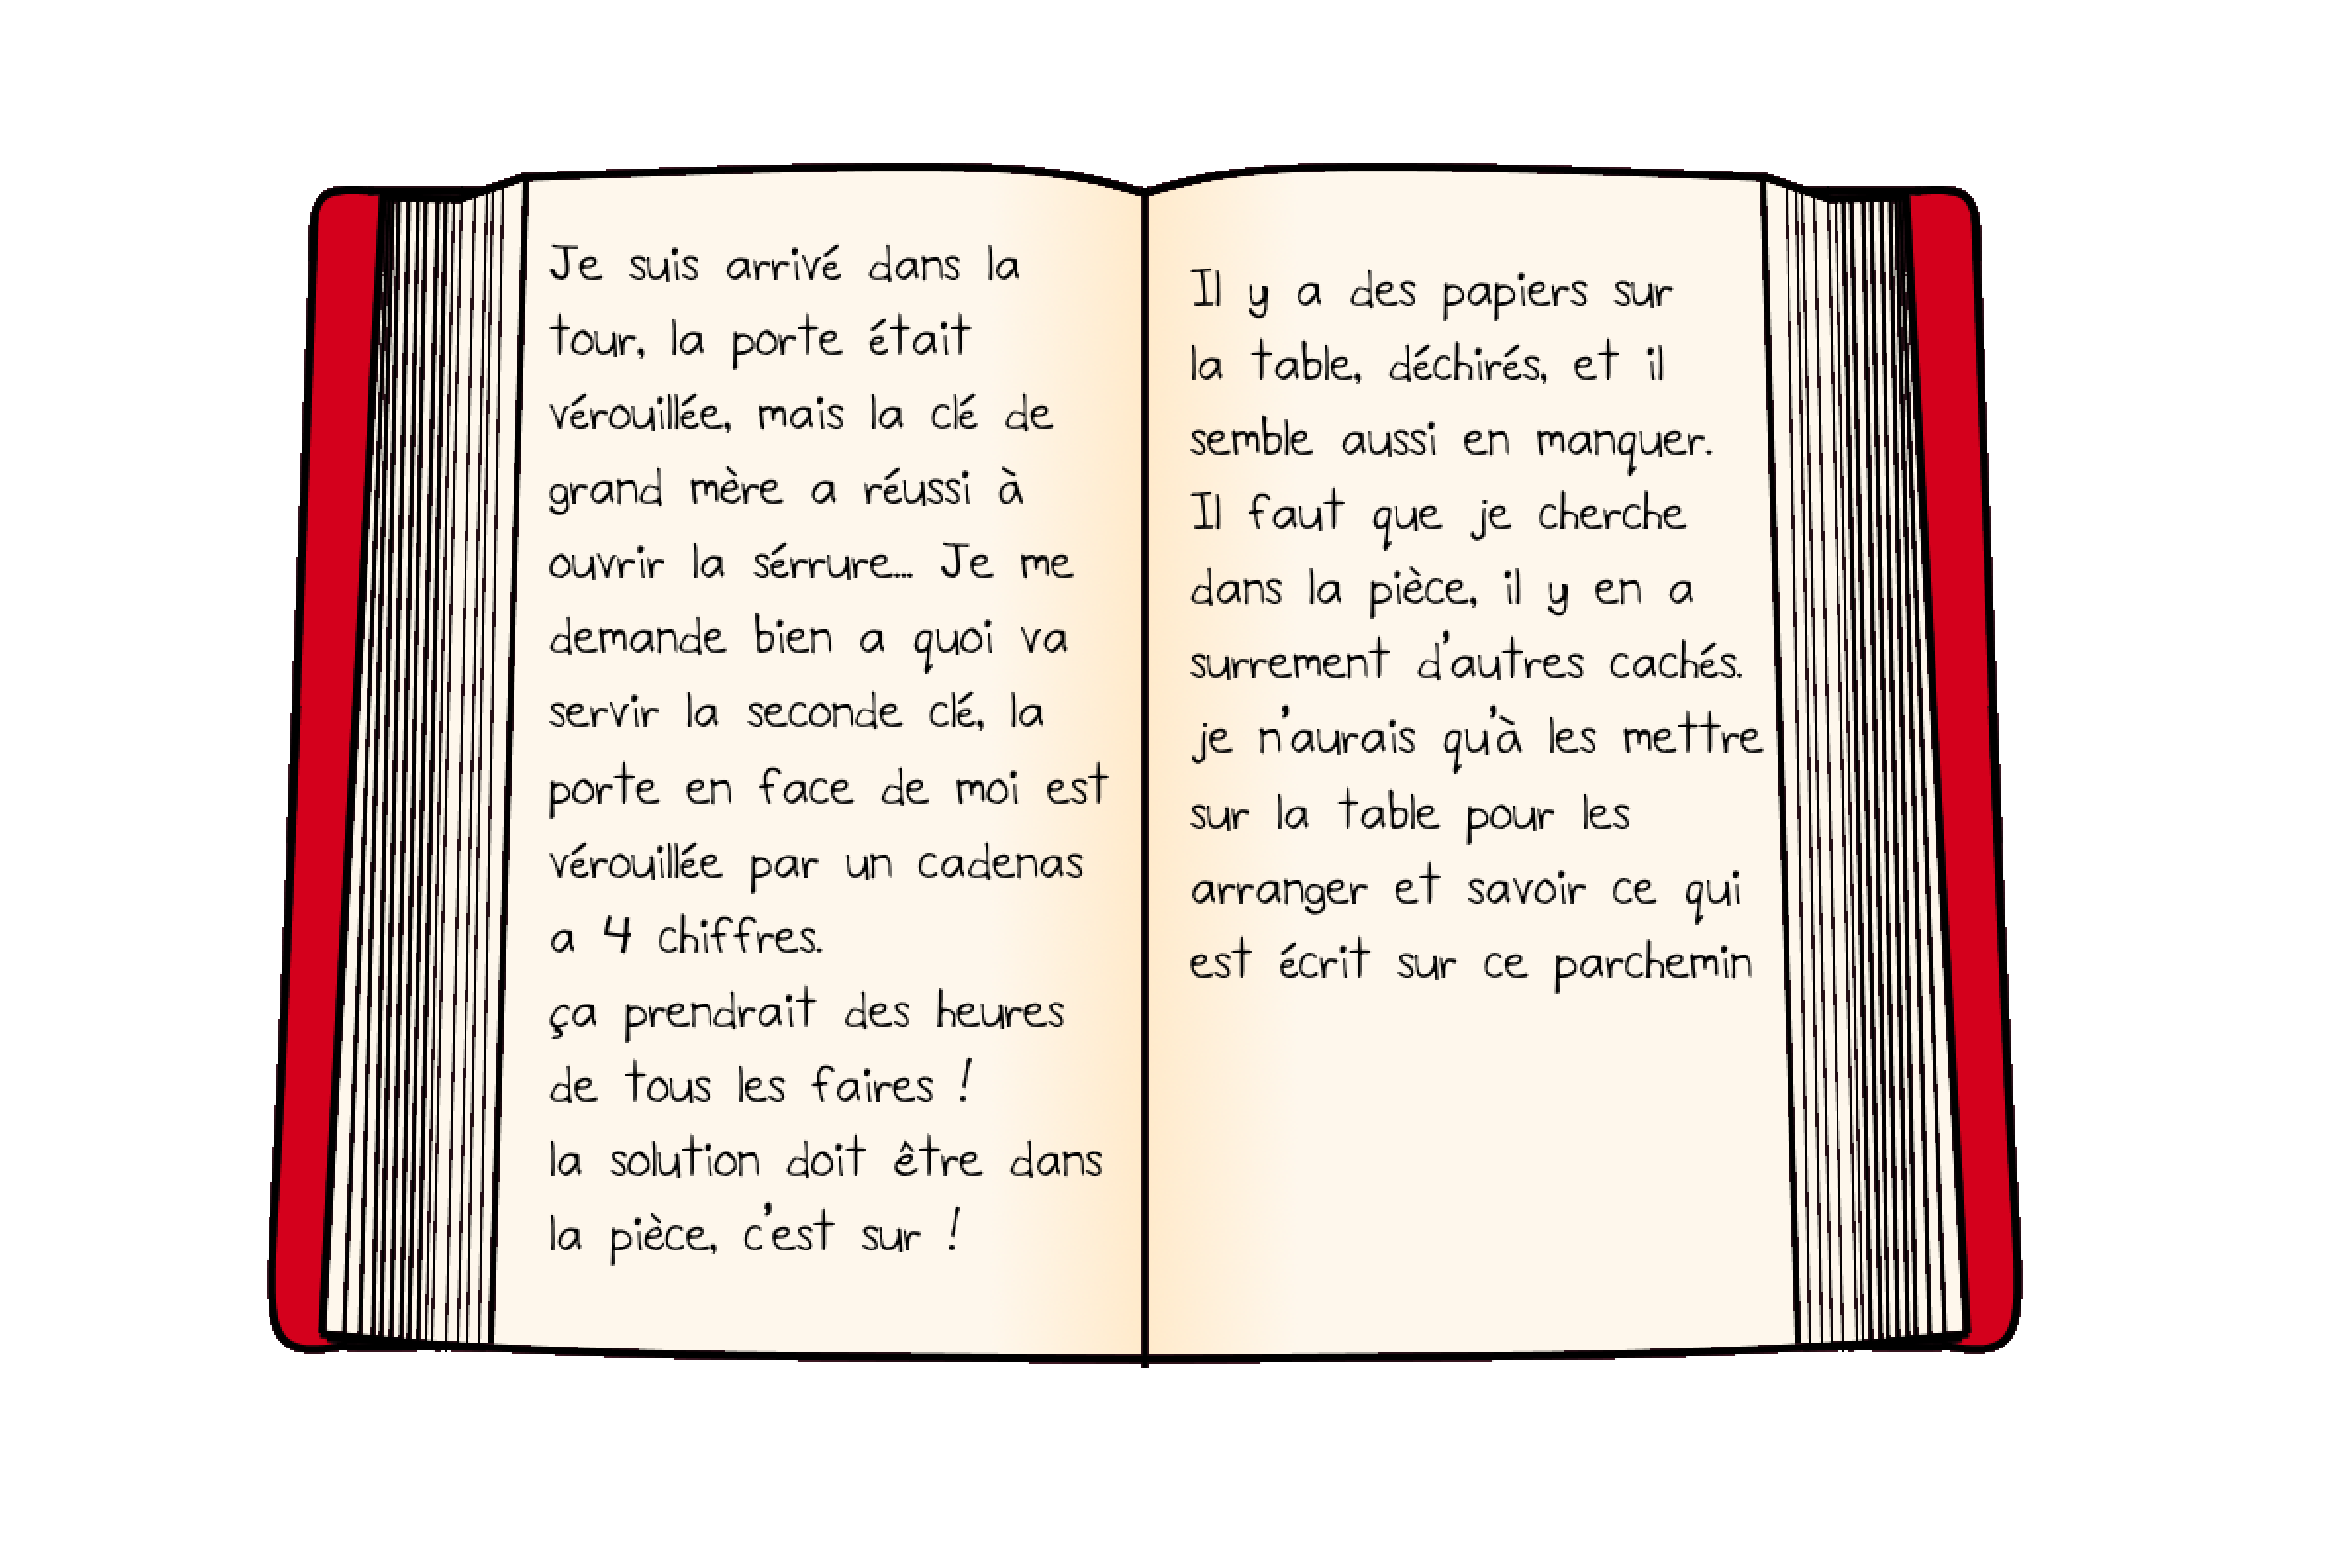 Je suis arrivé dans la
tour, la porte était
vérouillée, mais la clé de
grand mère a réussi à
ouvrir la sérrure... Je me
demande bien a quoi va
servir la seconde clé, la
porte en face de moi est
vérouillée par un cadenas
a 4 chiffres.
ça prendrait des heures
de tous les faires !
la solution doit être dans
la pièce, c'est sur !
Il y a des papiers sur
la table, déchirés, et il
semble aussi en manquer.
Il faut que je cherche
dans la pièce, il y en a
surrement d'autres cachés.
je n'aurais qu'à les mettre
sur la table pour les
arranger et savoir ce qui
est écrit sur ce parchemin